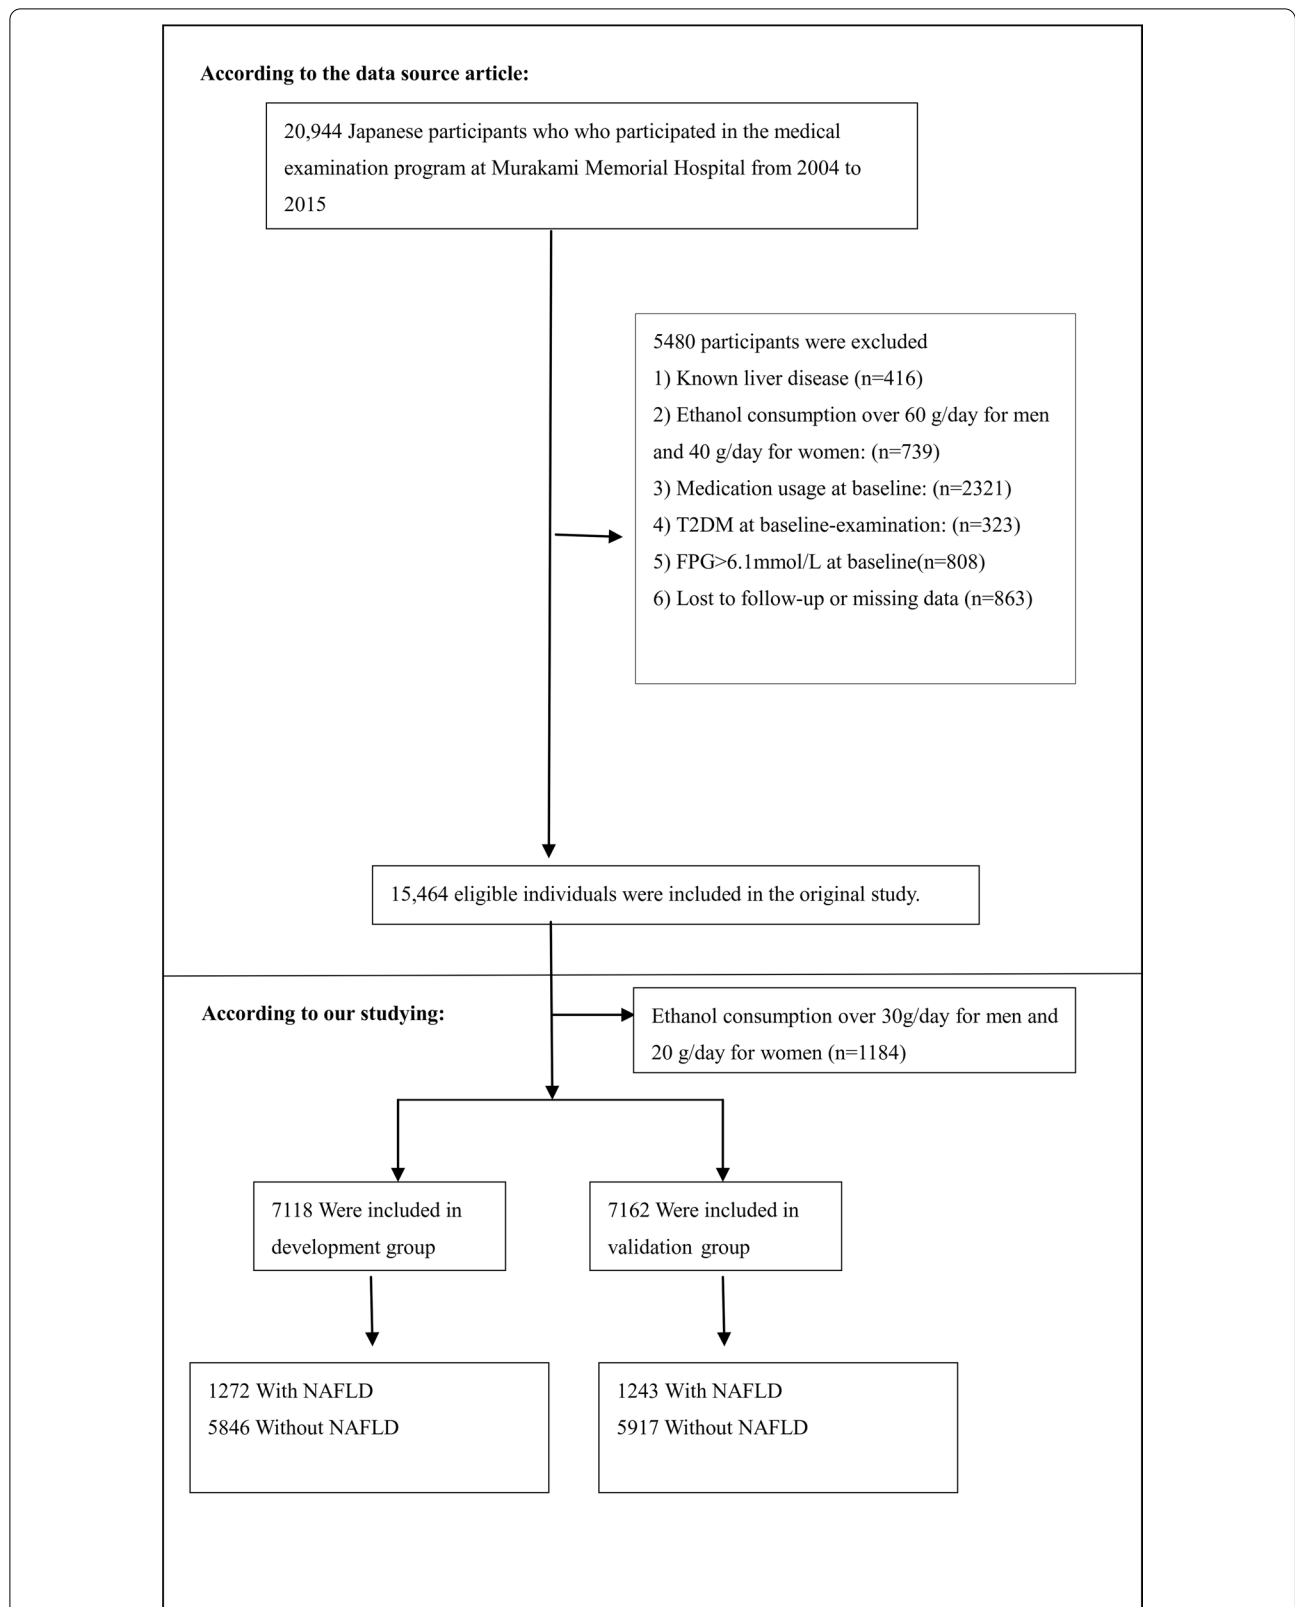 According to the data source article:
20,944 Japanese participants who who participated in the medical
examination program at Murakami Memorial Hospital from 2004 to
2015
5480 participants were excluded
1) Known liver disease (n=416)
2) Ethanol consumption over 60 g/day for men
and 40 g/day for women: (n=739)
3) Medication usage at baseline: (n=2321)
4) T2DM at baseline-examination: (n=323)
5) FPG>6.1mmol/L at baseline(n=808)
6) Lost to follow-up or missing data (n=863)
15,464 eligible individuals were included in the original study.
According to our studying:
Ethanol consumption over 30g/day for men and
20 g/day for women (n=1184)
7118 Were included in
development group
7162 Were included in
validation group
1272 With NAFLD
5846 Without NAFLD
1243 With NAFLD
5917 Without NAFLD